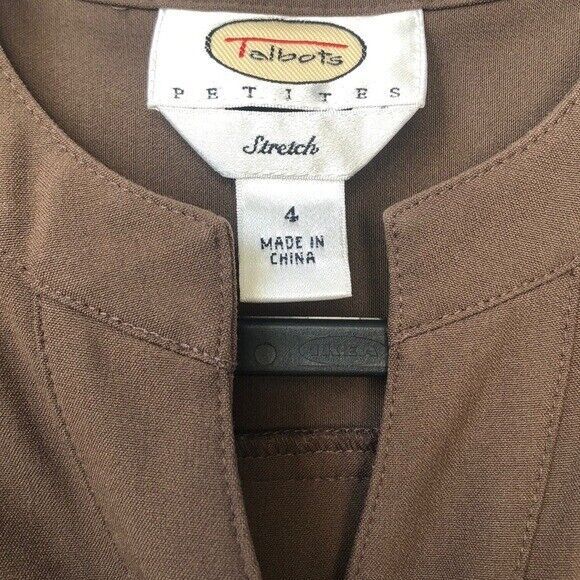 Talbots
PETITES
Stretch
4
MADE IN
CHINA